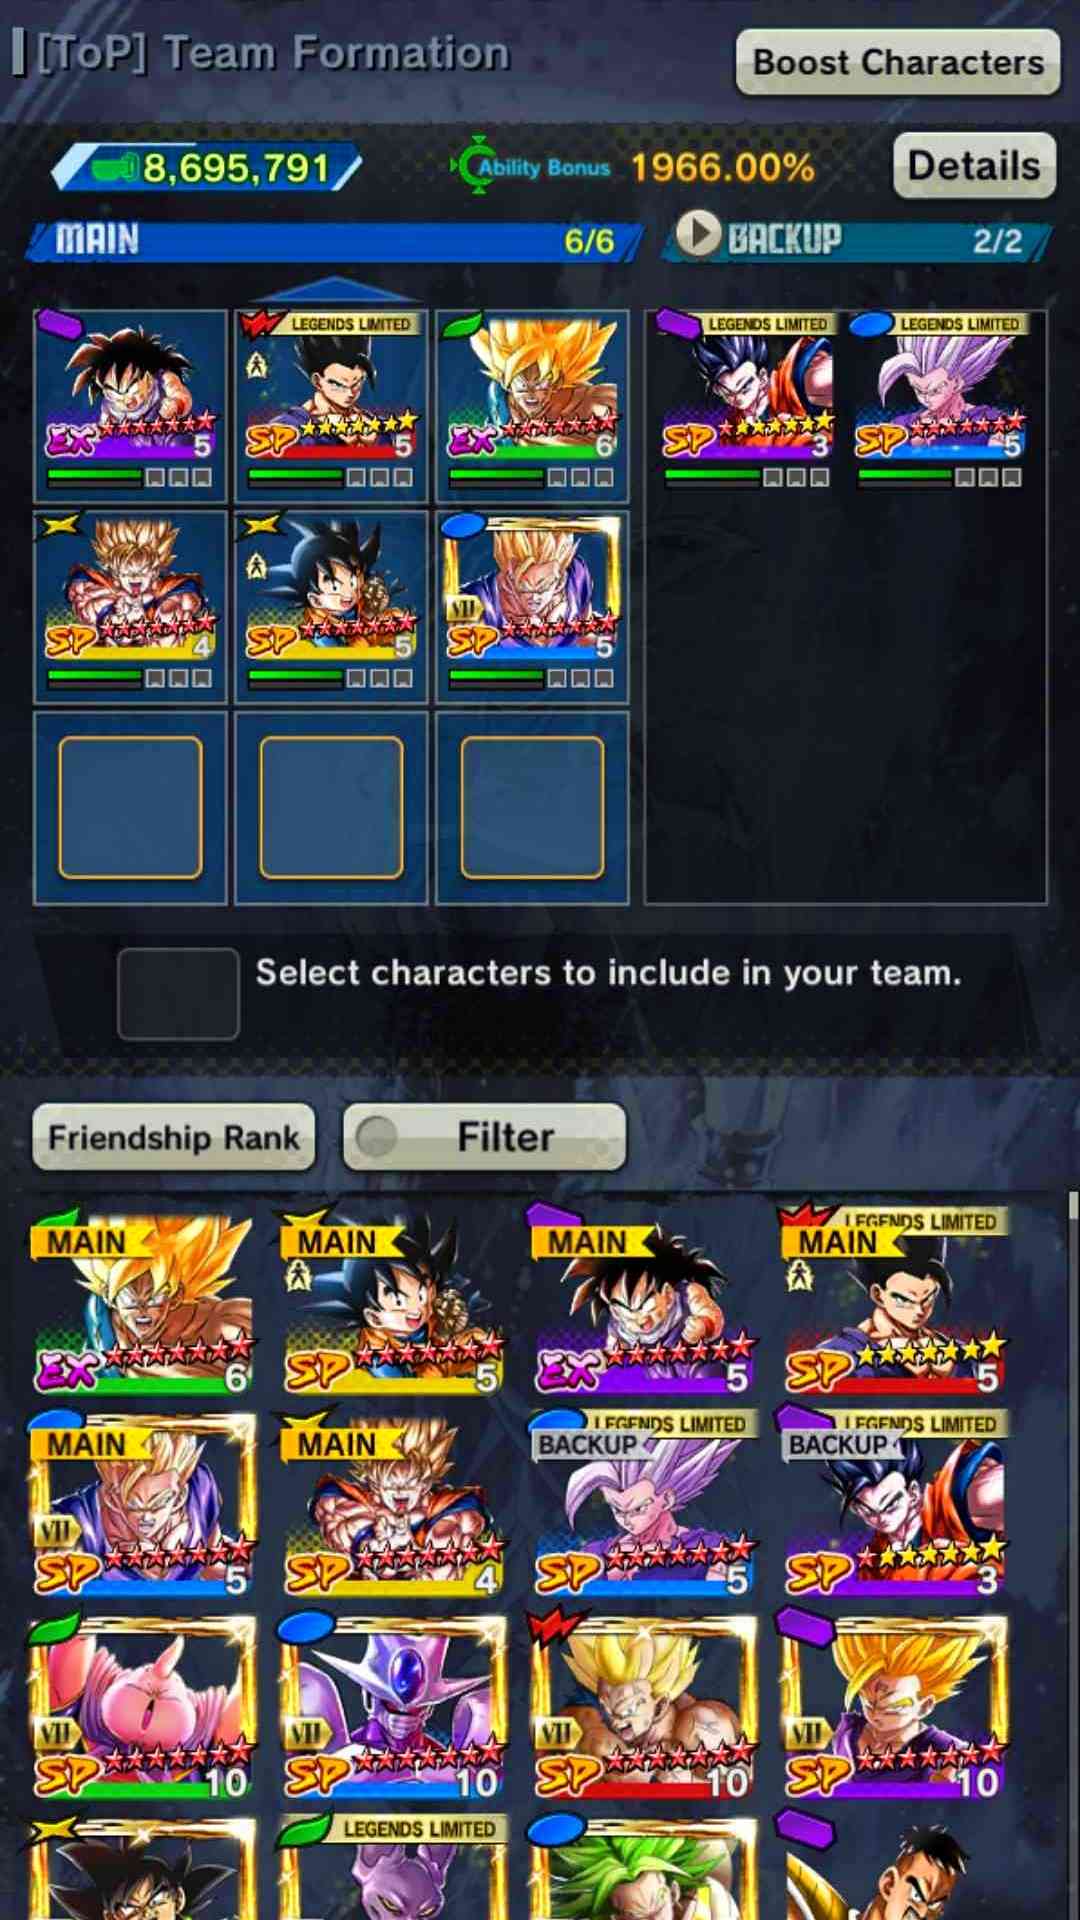 [ToP] Team Formation
Boost Characters
8,695,791
Ability Bonus 1966.00%
Details
MAIN 6/6
BACKUP 2/2
EX 5
LEGENDS LIMITED
SP 5
EX 6
LEGENDS LIMITED
SP 3
LEGENDS LIMITED
SP 5
SP 4
SP 5
VII
SP 5
Select characters to include in your team.
Friendship Rank
Filter
MAIN
EX 6
MAIN
SP 5
MAIN
EX 5
LEGENDS LIMITED
MAIN
SP 5
MAIN
VII
SP 5
MAIN
SP 4
LEGENDS LIMITED
BACKUP
SP 5
LEGENDS LIMITED
BACKUP
SP 3
VII
SP 10
VII
SP 10
VII
SP 10
VII
SP 10
LEGENDS LIMITED